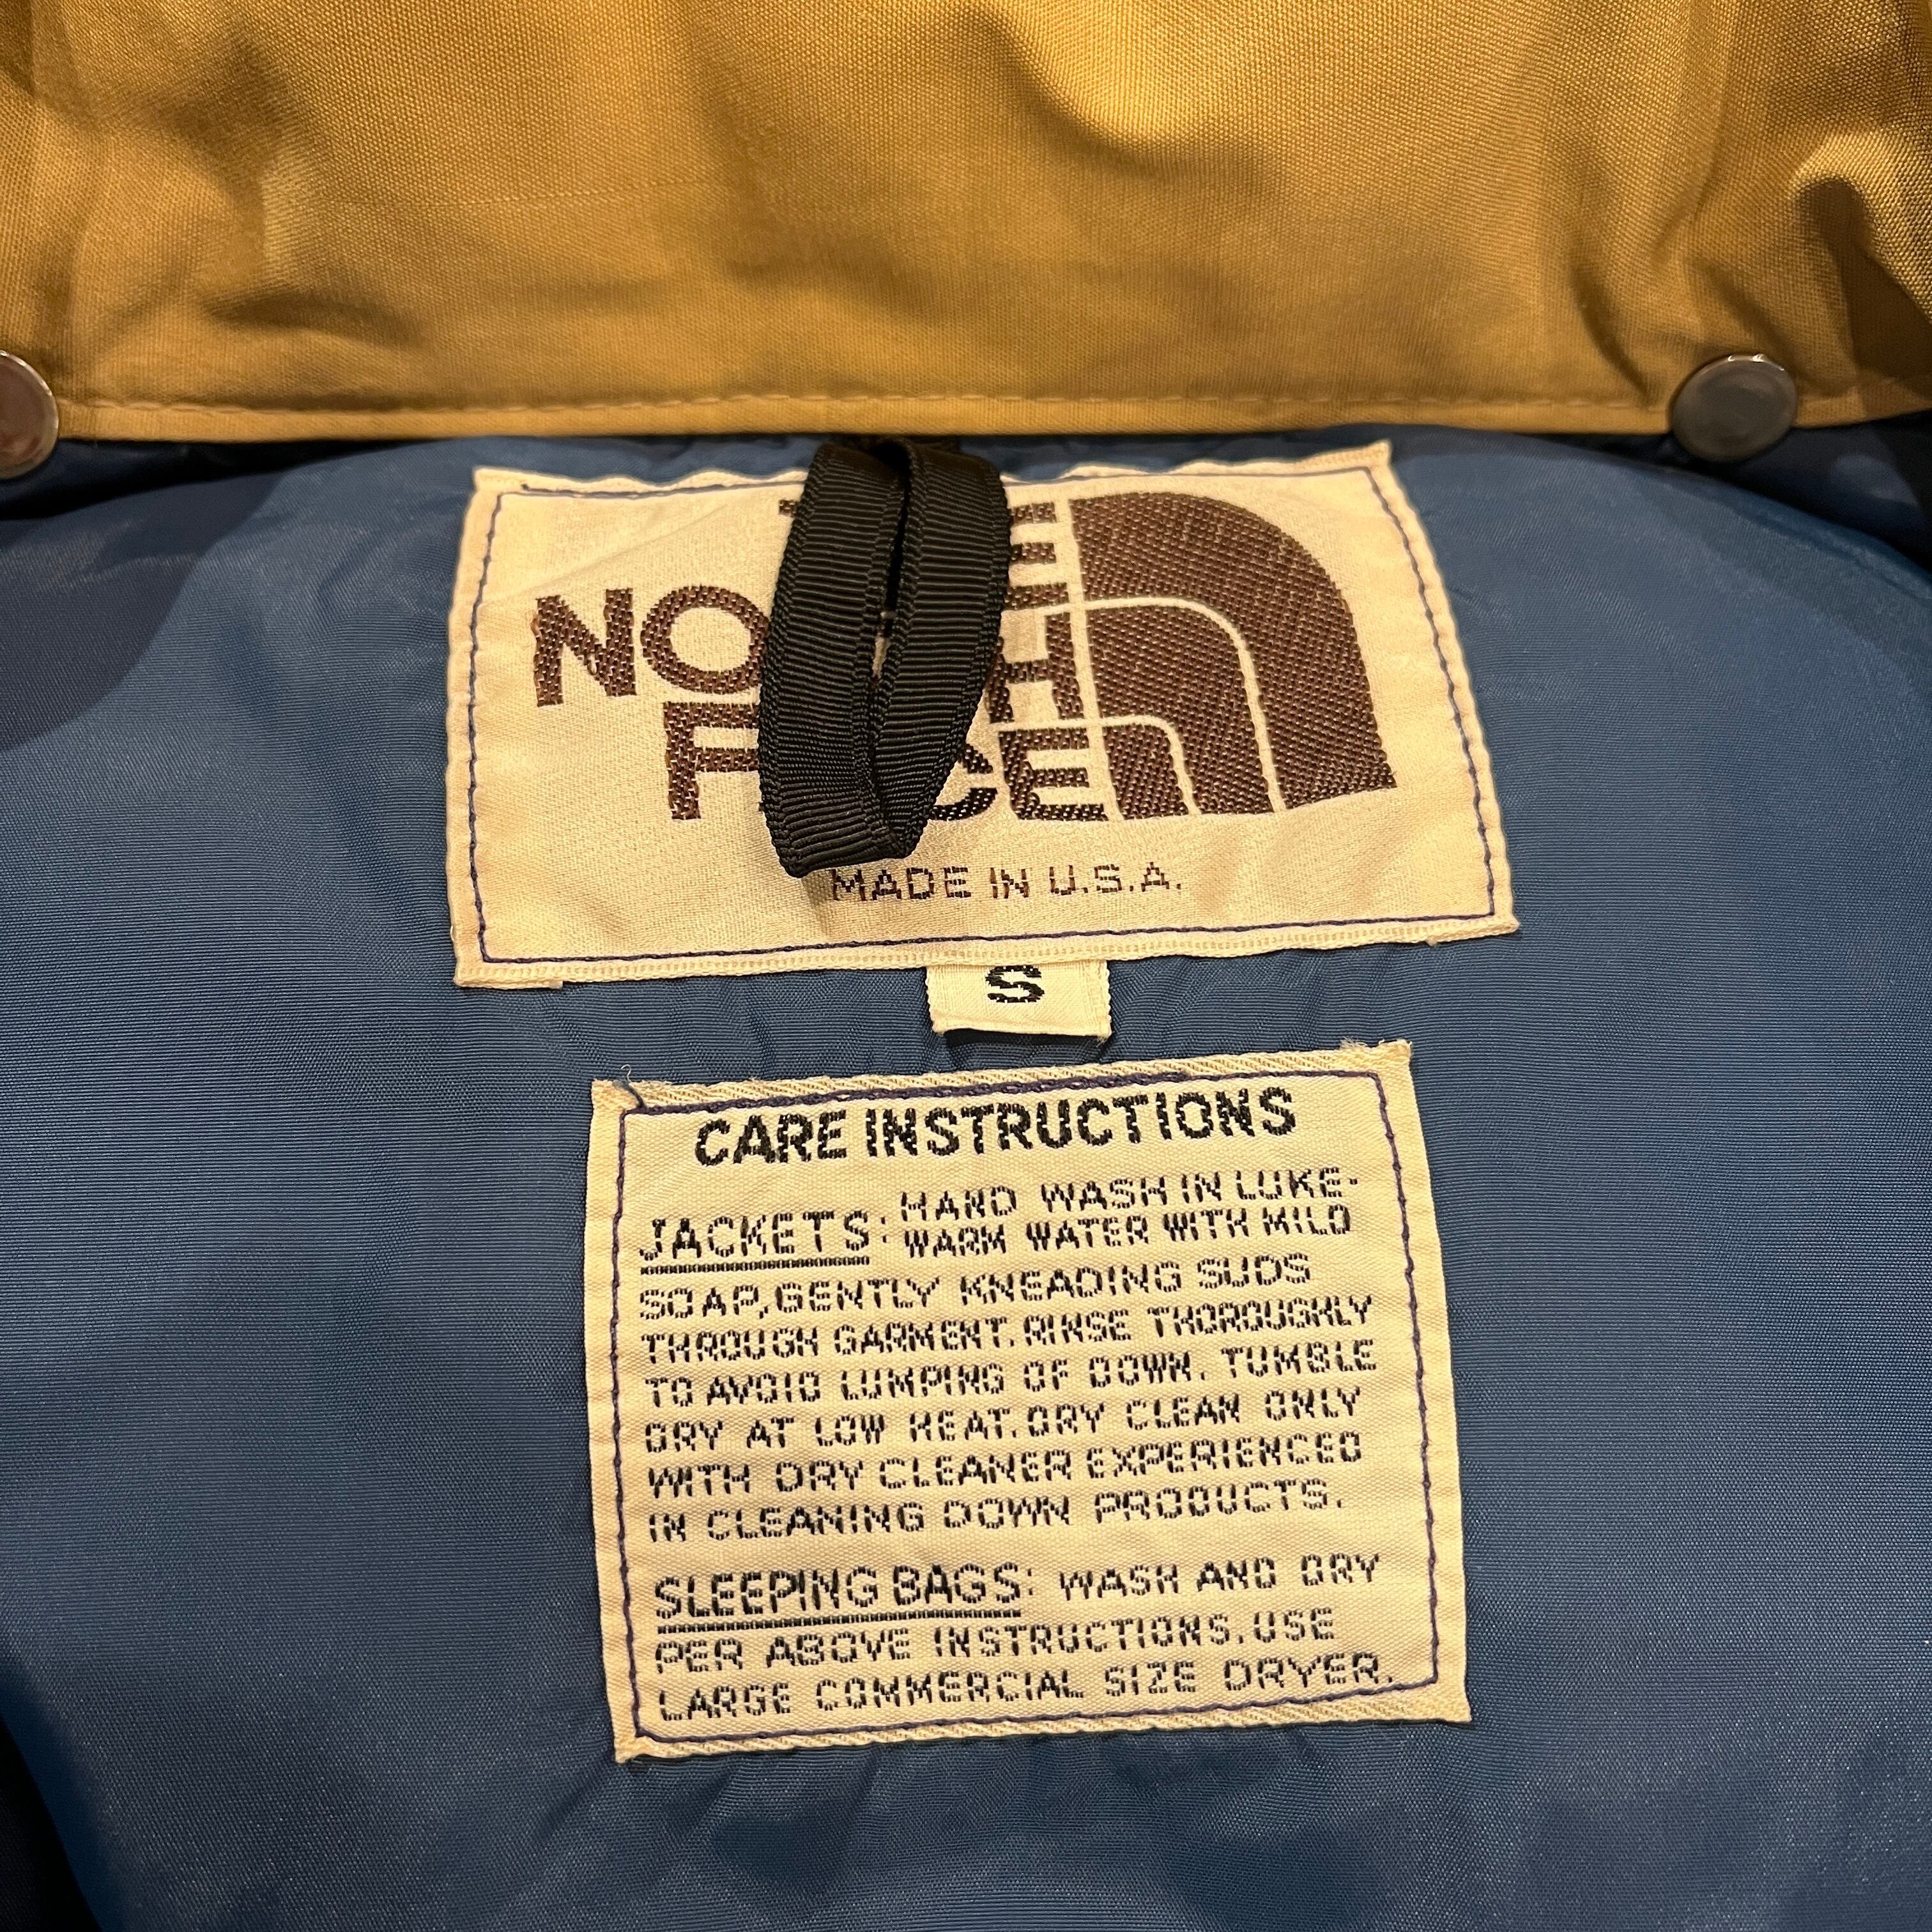 THE
NORTH
FACE
MADE IN U.S.A.
S
CARE INSTRUCTIONS
JACKETS: HAND WASH IN LUKE-
WARM WATER WITH MILD
SOAP, GENTLY KNEADING SUDS
THROUGH GARMENT. RINSE THOROUGHLY
TO AVOID LUMPING OF DOWN. TUMBLE
DRY AT LOW HEAT. DRY CLEAN ONLY
WITH DRY CLEANER EXPERIENCED
IN CLEANING DOWN PRODUCTS.
SLEEPING BAGS: WASH AND DRY
PER ABOVE INSTRUCTIONS. USE
LARGE COMMERCIAL SIZE DRYER.